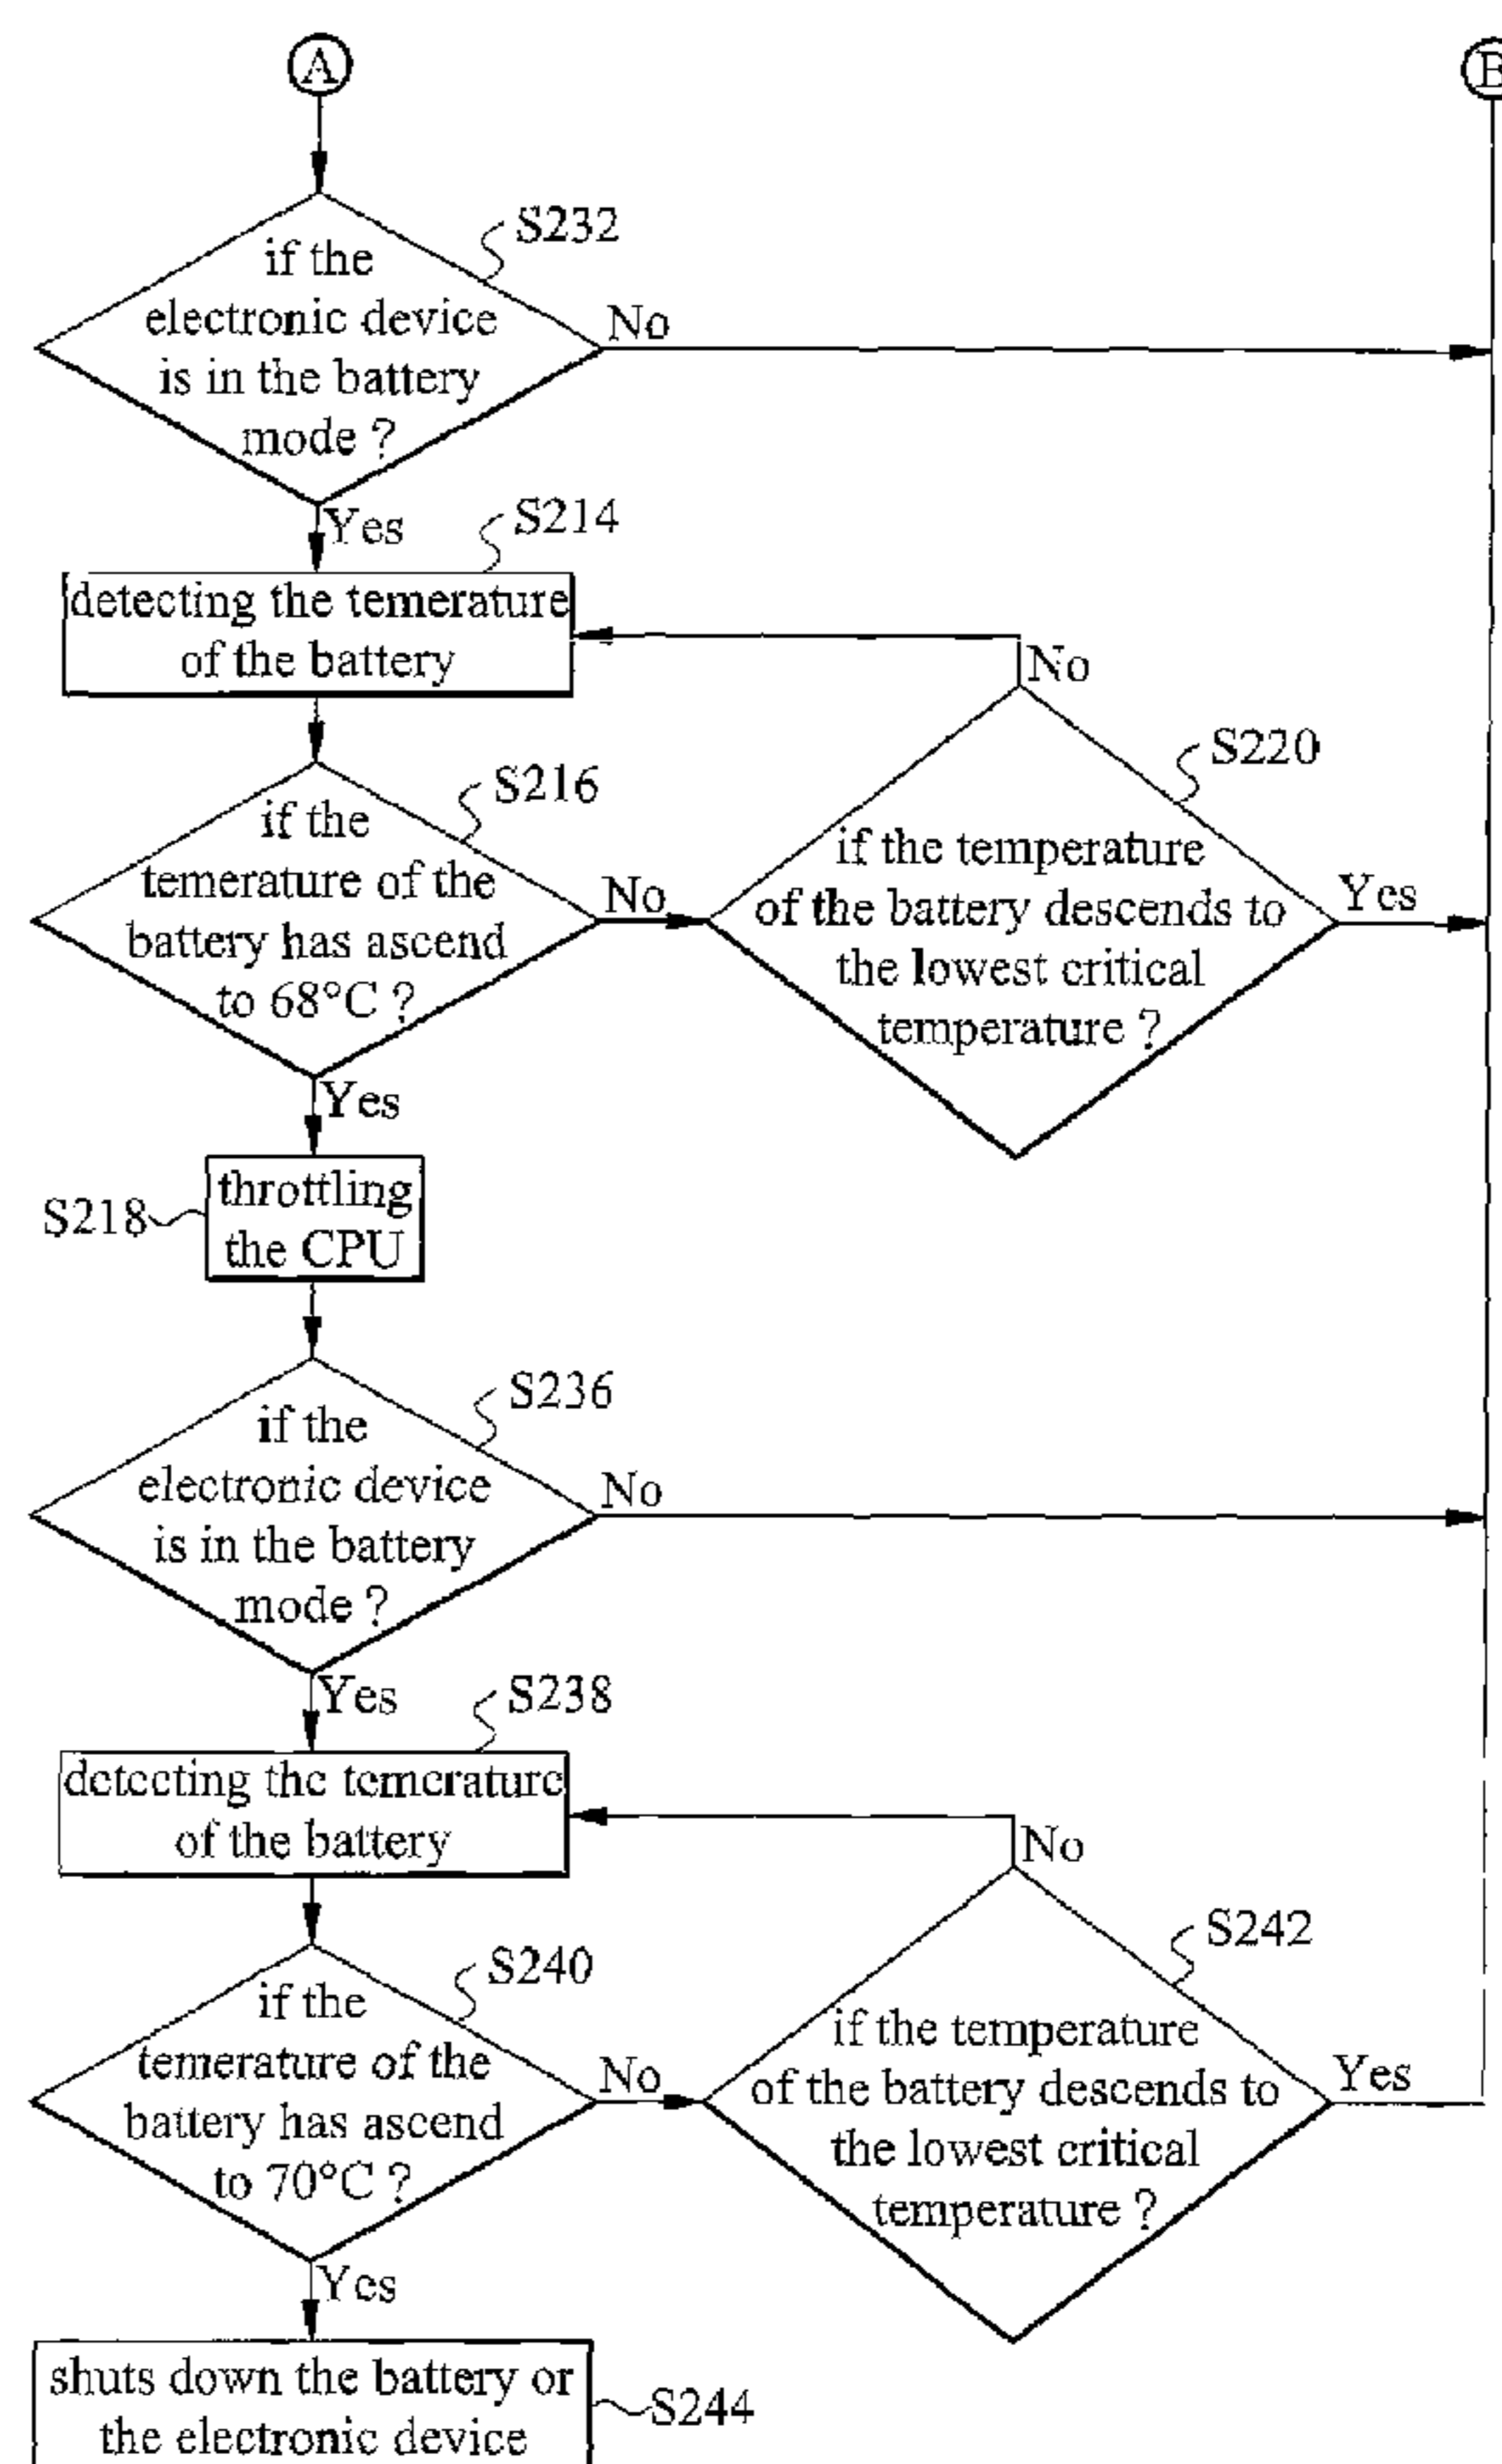 A
B
S232
if the
electronic device
is in the battery
mode ?
No
Yes
S214
detecting the temerature
of the battery
No
S216
if the
temerature of the
battery has ascend
to 68°C ?
No
S220
if the temperature
of the battery descends to
the lowest critical
temperature ?
Yes
Yes
S218
throttling
the CPU
S236
if the
electronic device
is in the battery
mode ?
No
Yes
S238
detecting the temerature
of the battery
No
S240
if the
temerature of the
battery has ascend
to 70°C ?
No
S242
if the temperature
of the battery descends to
the lowest critical
temperature ?
Yes
Yes
shuts down the battery or
the electronic device
S244